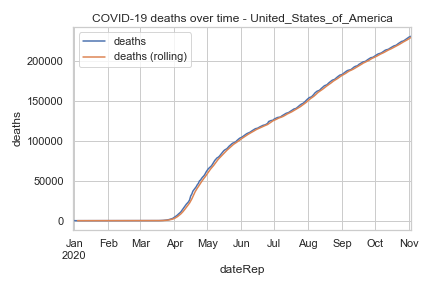 COVID-19 deaths over time - United_States_of_America
deaths
deaths (rolling)
200000
150000
100000
50000
0
deaths
Jan Feb Mar Apr May Jun Jul Aug Sep Oct Nov
2020
dateRep